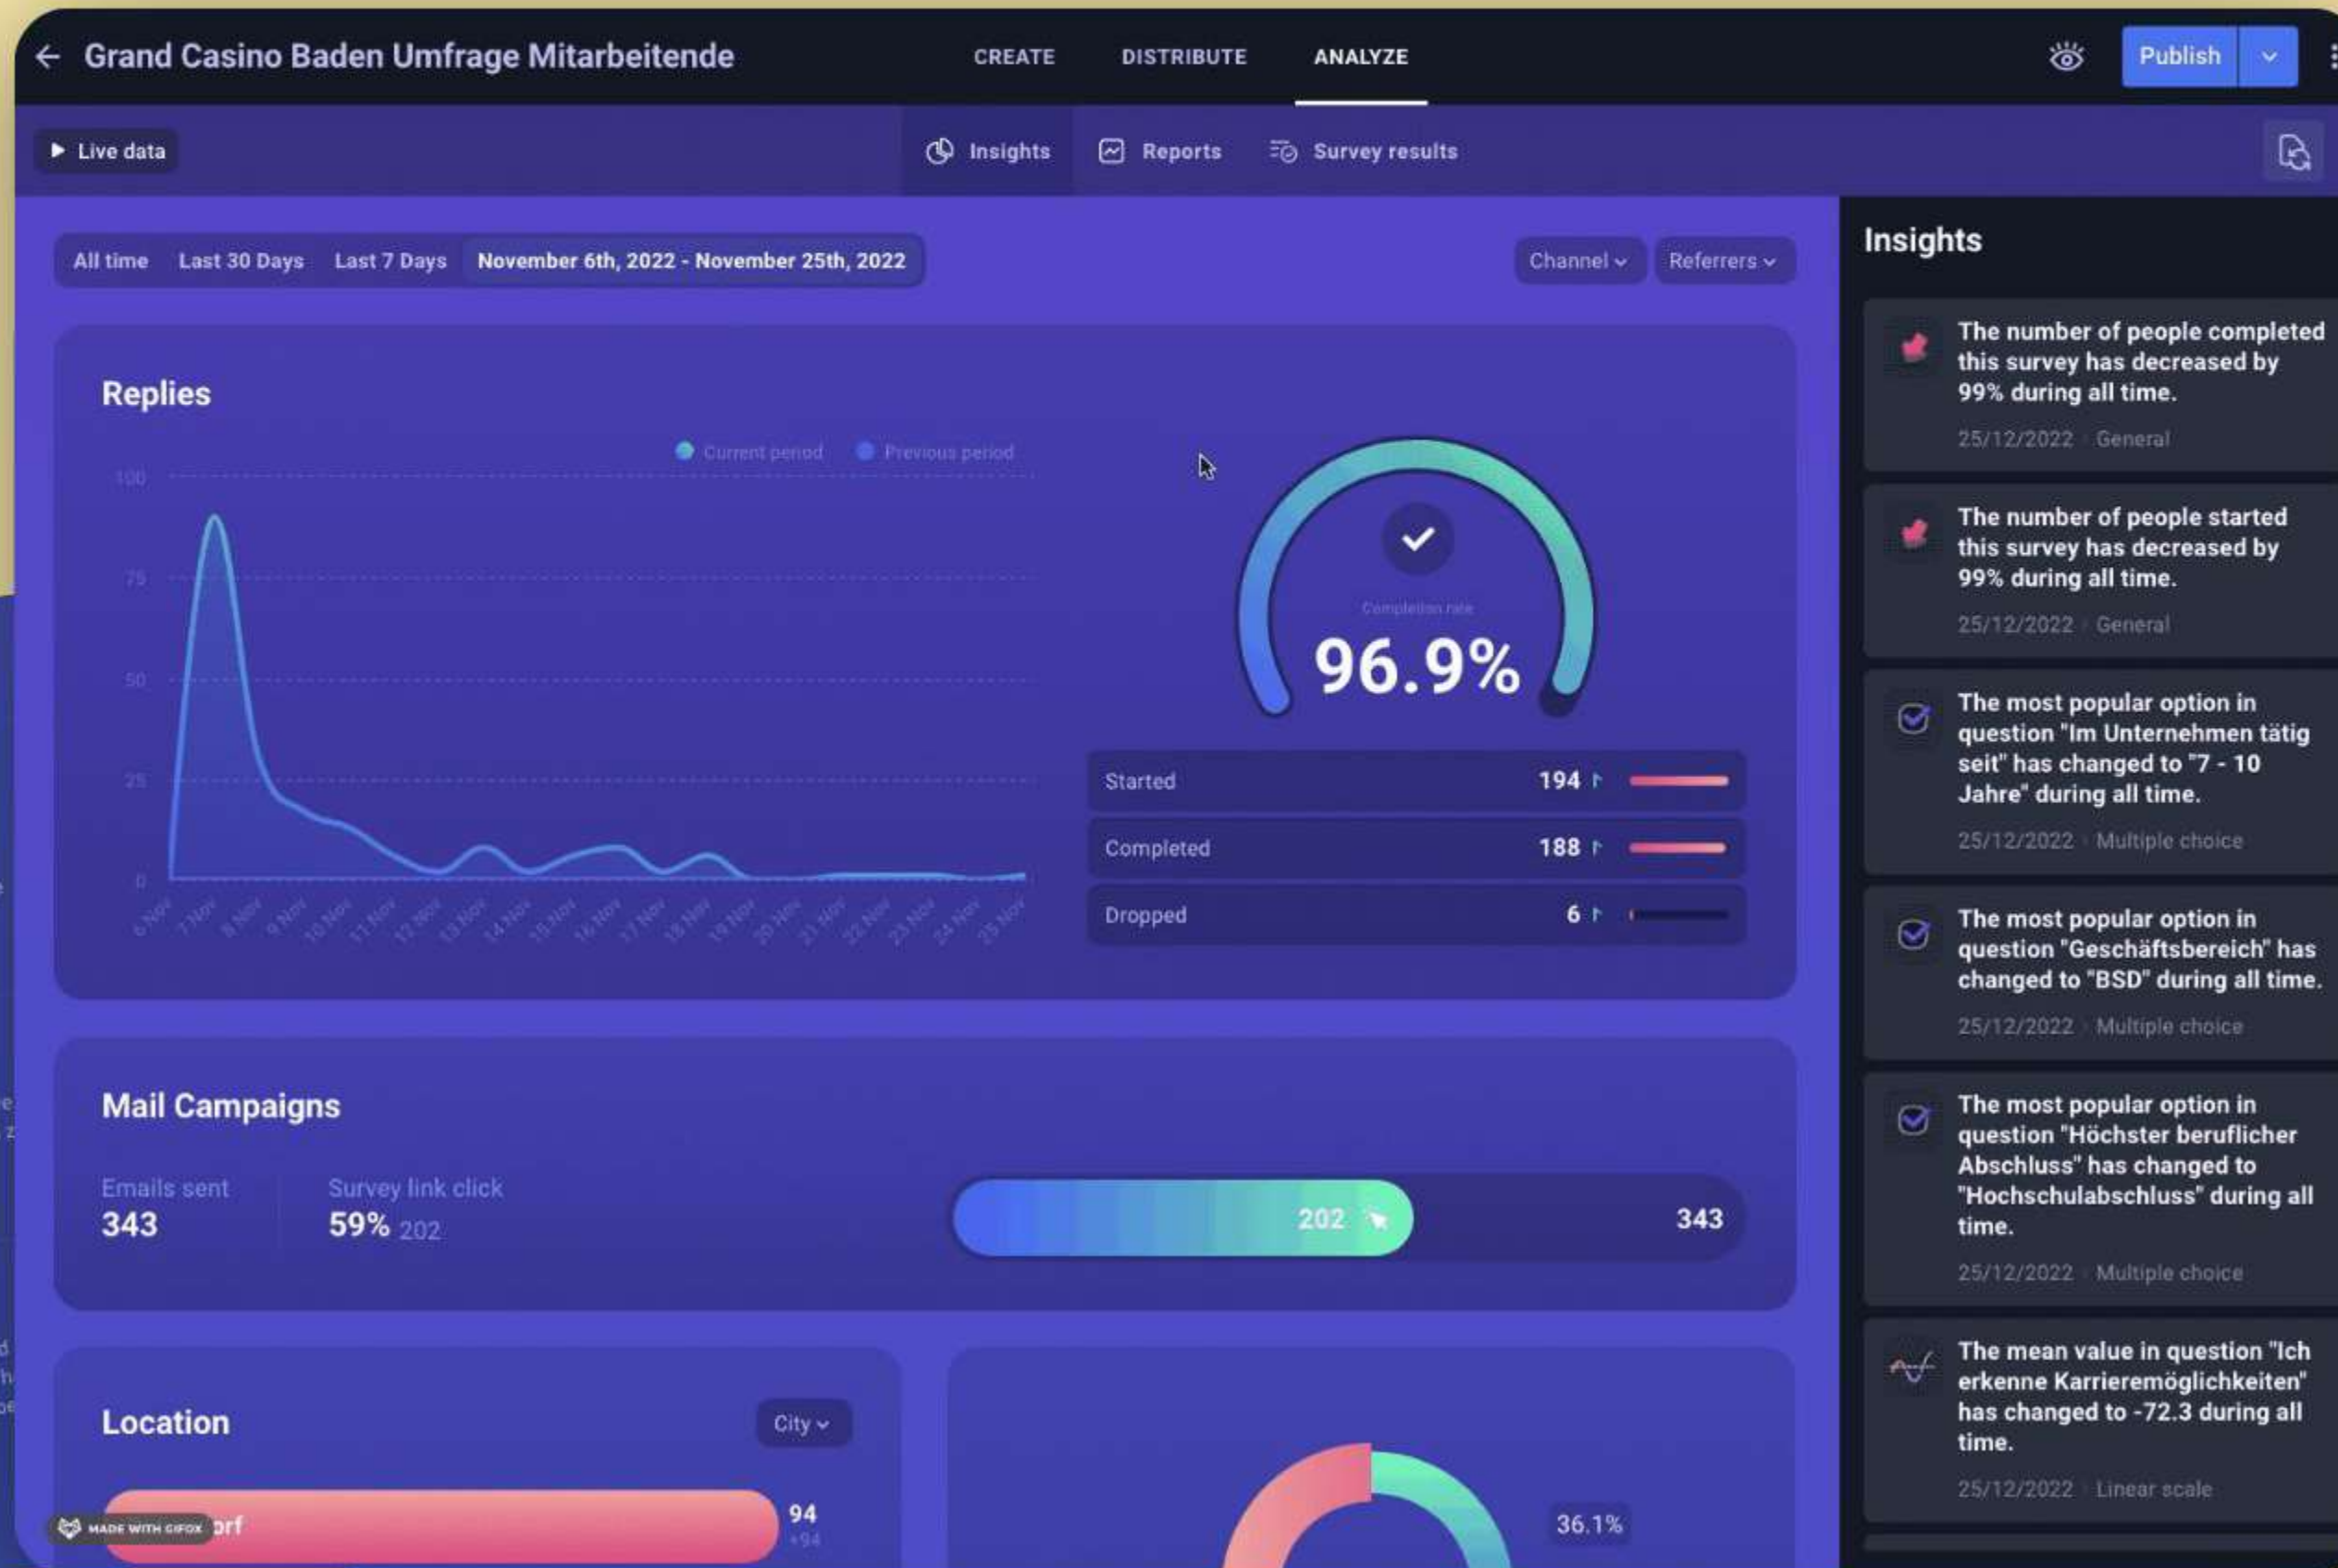 Grand Casino Baden Umfrage Mitarbeitende
CREATE
DISTRIBUTE
ANALYZE
Publish
Live data
Insights
Reports
Survey results
All time
Last 30 Days
Last 7 Days
November 6th, 2022 - November 25th, 2022
Channel
Referrers
Replies
Current period
Previous period
100
75
50
25
0
6 Nov
7 Nov
8 Nov
9 Nov
10 Nov
11 Nov
12 Nov
13 Nov
14 Nov
15 Nov
16 Nov
17 Nov
18 Nov
19 Nov
20 Nov
21 Nov
22 Nov
23 Nov
24 Nov
25 Nov
Completion rate
96.9%
Started
194
Completed
188
Dropped
6
Mail Campaigns
Emails sent
343
Survey link click
59% 202
202
343
Location
City
MADE WITH GIFOX
orf
94
+94
36.1%
Insights
The number of people completed
this survey has decreased by
99% during all time.
25/12/2022 General
The number of people started
this survey has decreased by
99% during all time.
25/12/2022 General
The most popular option in
question "Im Unternehmen tätig
seit" has changed to "7 - 10
Jahre" during all time.
25/12/2022 Multiple choice
The most popular option in
question "Geschäftsbereich" has
changed to "BSD" during all time.
25/12/2022 Multiple choice
The most popular option in
question "Höchster beruflicher
Abschluss" has changed to
"Hochschulabschluss" during all
time.
25/12/2022 Multiple choice
The mean value in question "Ich
erkenne Karrieremöglichkeiten"
has changed to -72.3 during all
time.
25/12/2022 Linear scale